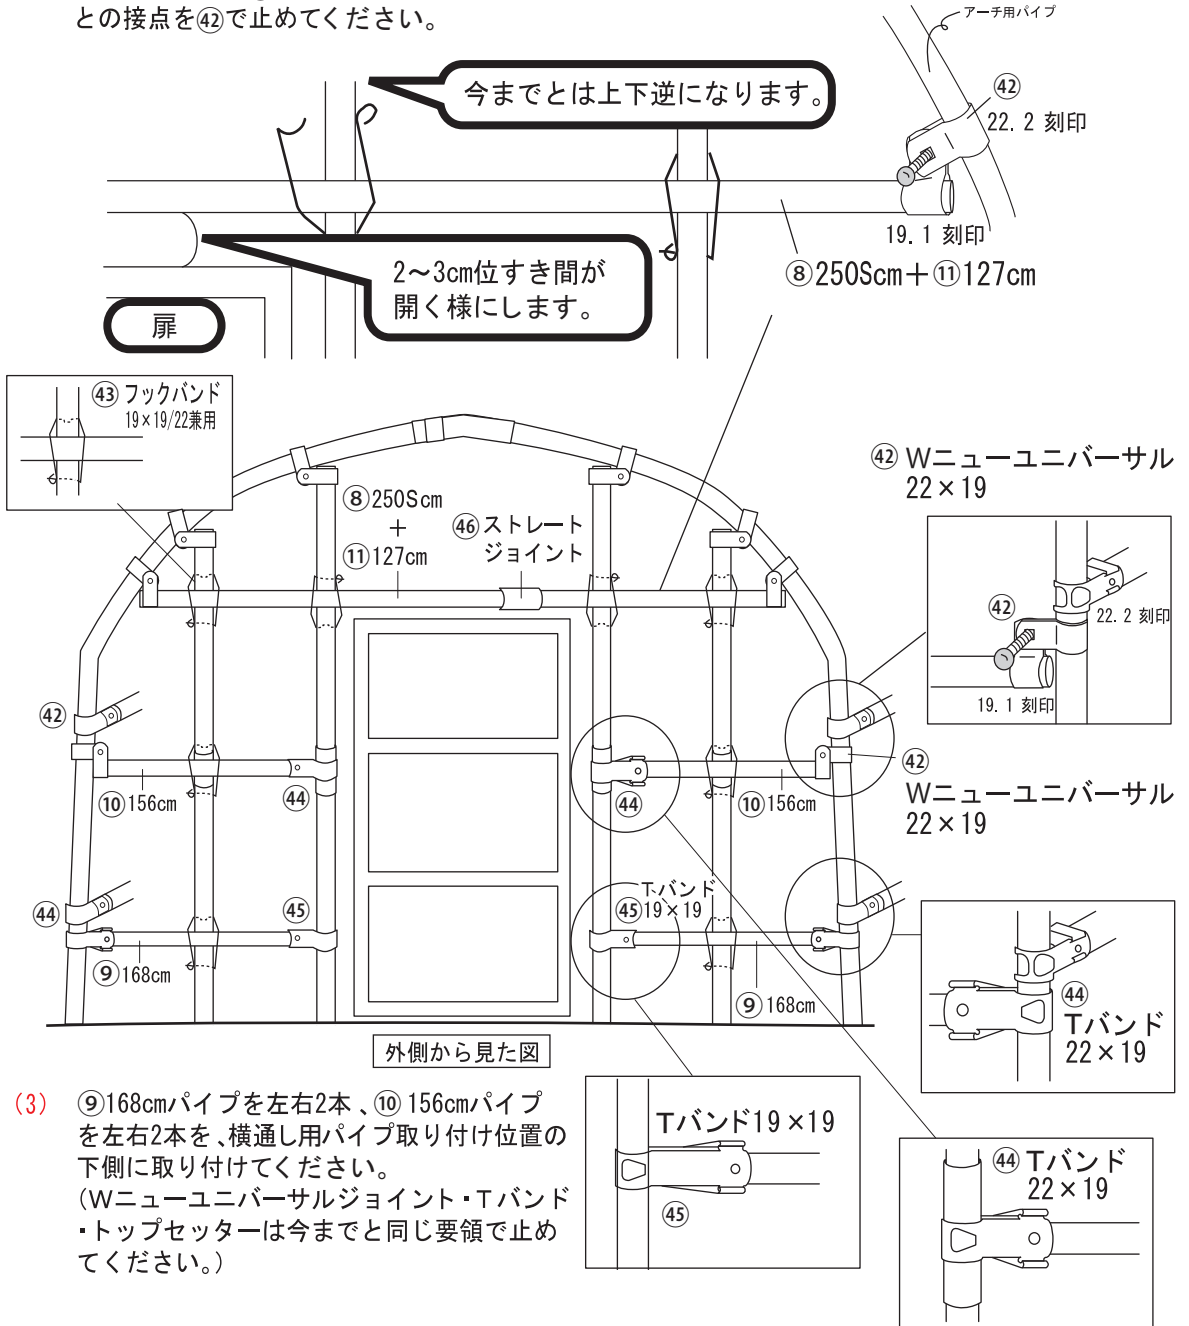 との接点を㊷で止めてください。
アーチ用パイプ
今までとは上下逆になります。
㊷
22.2 刻印
19.1 刻印
⑧250Scm＋⑪127cm
2〜3cm位すき間が
開く様にします。
扉
㊸ フックバンド
19×19/22兼用
⑧250Scm
＋
⑪127cm
㊻ ストレート
ジョイント
㊷ Wニューユニバーサル
22×19
㊷
22.2 刻印
19.1 刻印
㊷
⑩156cm
㊹
㊹
⑩156cm
㊷
Wニューユニバーサル
22×19
㊹
⑨168cm
㊺
Tバンド
㊺19×19
⑨168cm
㊹
Tバンド
22×19
外側から見た図
(3) ⑨168cmパイプを左右2本、⑩156cmパイプ
を左右2本を、横通し用パイプ取り付け位置の
下側に取り付けてください。
(Wニューユニバーサルジョイント・Tバンド
・トップセッターは今までと同じ要領で止め
てください。)
Tバンド19×19
㊺
㊹ Tバンド
22×19